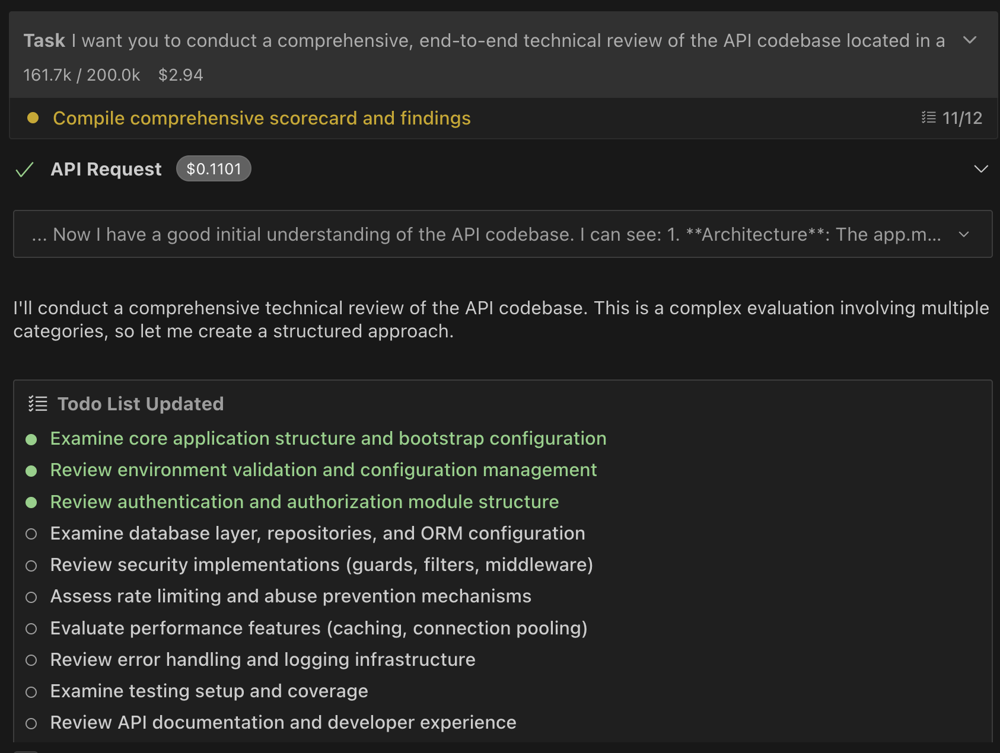 Task I want you to conduct a comprehensive, end-to-end technical review of the API codebase located in a
161.7k / 200.0k $2.94
Compile comprehensive scorecard and findings 11/12
API Request $0.1101
... Now I have a good initial understanding of the API codebase. I can see: 1. **Architecture**: The app.m...
I'll conduct a comprehensive technical review of the API codebase. This is a complex evaluation involving multiple
categories, so let me create a structured approach.
Todo List Updated
Examine core application structure and bootstrap configuration
Review environment validation and configuration management
Review authentication and authorization module structure
Examine database layer, repositories, and ORM configuration
Review security implementations (guards, filters, middleware)
Assess rate limiting and abuse prevention mechanisms
Evaluate performance features (caching, connection pooling)
Review error handling and logging infrastructure
Examine testing setup and coverage
Review API documentation and developer experience